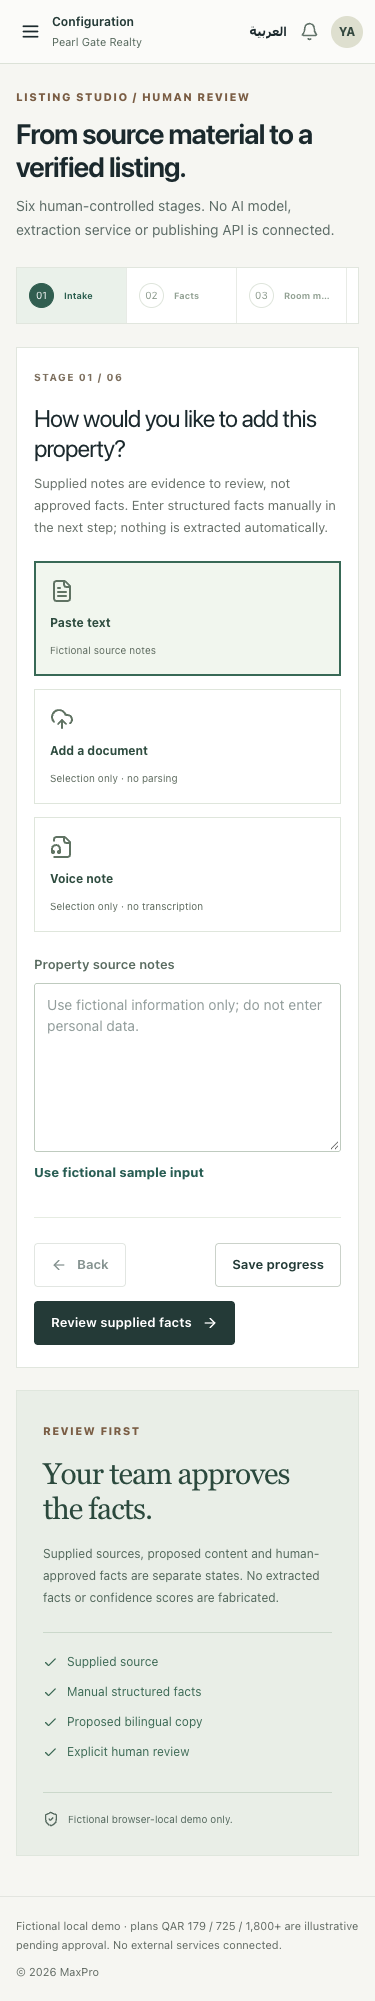 Configuration
Pearl Gate Realty
العربية
YA
LISTING STUDIO / HUMAN REVIEW
From source material to a
verified listing.
Six human-controlled stages. No AI model,
extraction service or publishing API is connected.
01 Intake
02 Facts
03 Room m...
STAGE 01 / 06
How would you like to add this
property?
Supplied notes are evidence to review, not
approved facts. Enter structured facts manually in
the next step; nothing is extracted automatically.
Paste text
Fictional source notes
Add a document
Selection only · no parsing
Voice note
Selection only · no transcription
Property source notes
Use fictional information only; do not enter
personal data.
Use fictional sample input
Back
Save progress
Review supplied facts
REVIEW FIRST
Your team approves
the facts.
Supplied sources, proposed content and human-
approved facts are separate states. No extracted
facts or confidence scores are fabricated.
Supplied source
Manual structured facts
Proposed bilingual copy
Explicit human review
Fictional browser-local demo only.
Fictional local demo · plans QAR 179 / 725 / 1,800+ are illustrative
pending approval. No external services connected.
© 2026 MaxPro